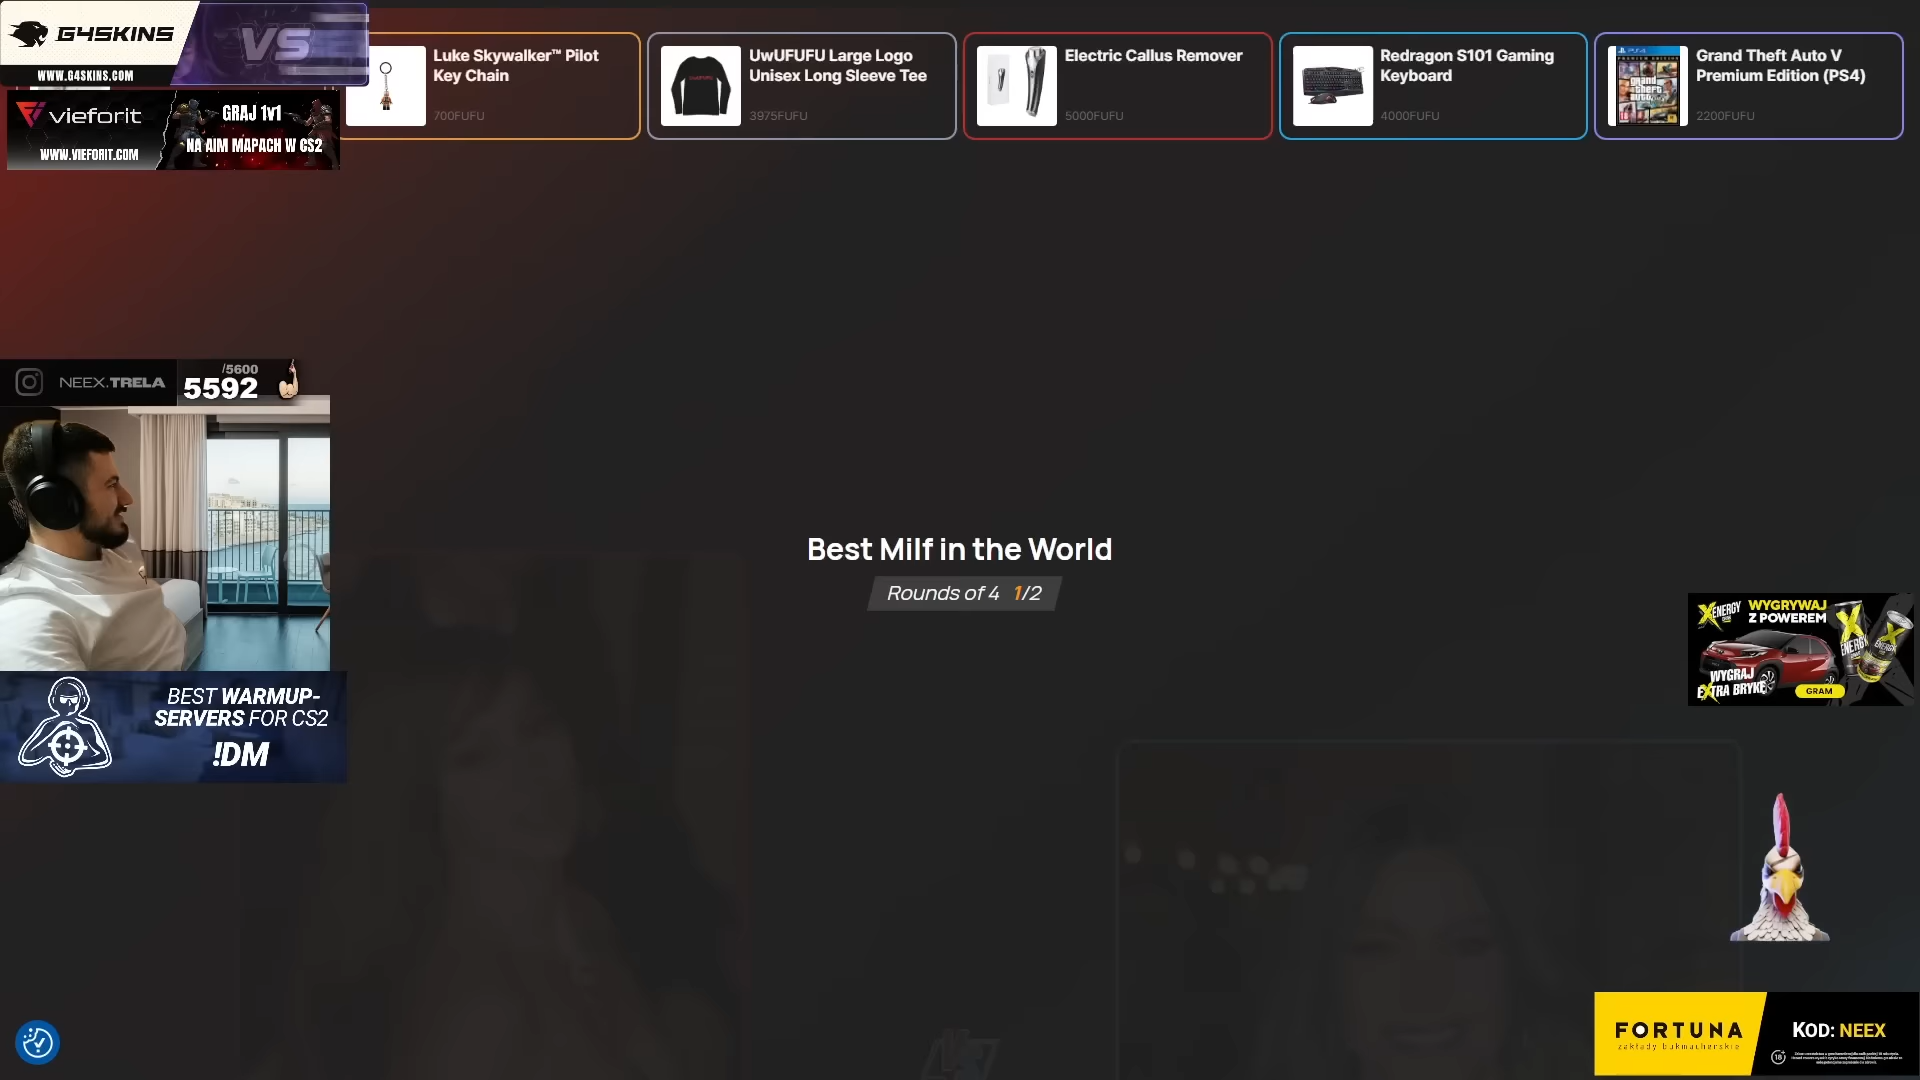 G4SKINS
WWW.G4SKINS.COM
VS
vieforit
WWW.VIEFORIT.COM
GRAJ 1v1
NA AIM MAPACH W CS2
Luke Skywalker™ Pilot
Key Chain
700FUFU
UwUFUFU Large Logo
Unisex Long Sleeve Tee
3975FUFU
Electric Callus Remover
5000FUFU
Redragon S101 Gaming
Keyboard
4000FUFU
Grand Theft Auto V
Premium Edition (PS4)
2200FUFU
NEEX.TRELA
/5600
5592
Best Milf in the World
Rounds of 4 1/2
BEST WARMUP-
SERVERS FOR CS2
!DM
XENERGY
WYGRYWAJ
Z POWEREM
WYGRAJ
EXTRA BRYKĘ
GRAM
FORTUNA
zakłady bukmacherskie
KOD: NEEX
18+